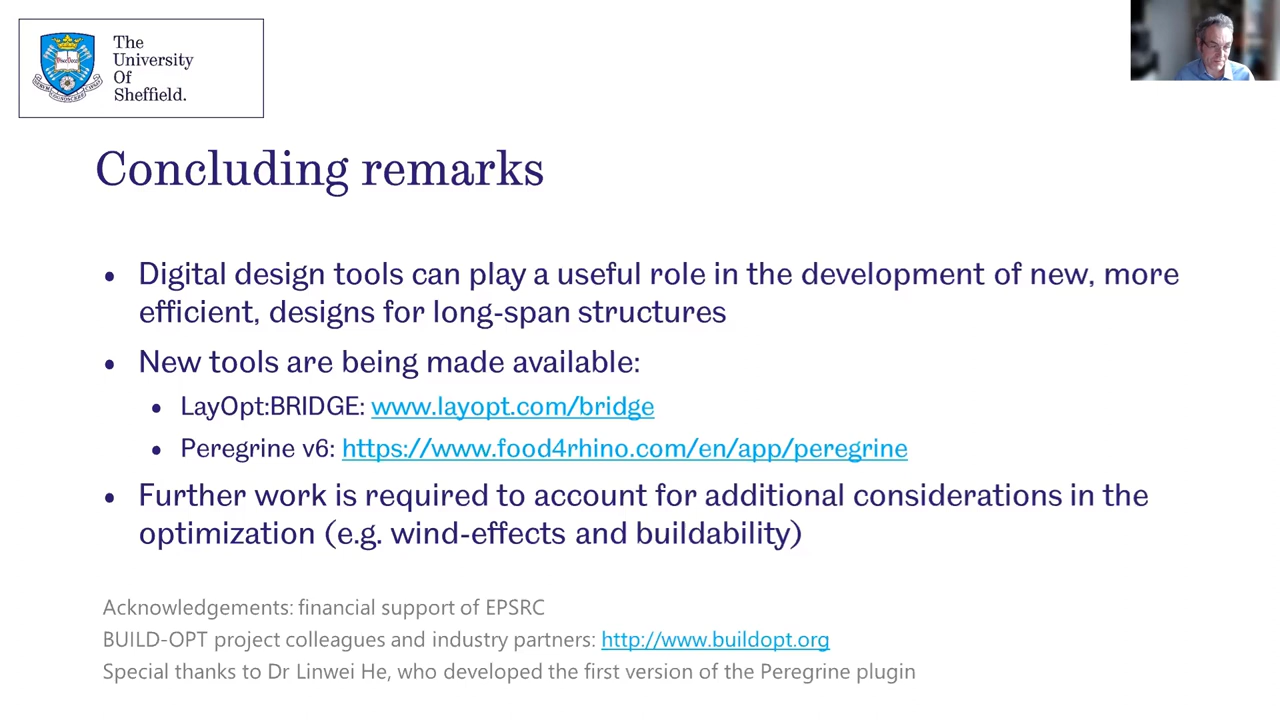 The
University
Of
Sheffield.
Concluding remarks
• Digital design tools can play a useful role in the development of new, more
efficient, designs for long-span structures
• New tools are being made available:
• LayOpt:BRIDGE: www.layopt.com/bridge
• Peregrine v6: https://www.food4rhino.com/en/app/peregrine
• Further work is required to account for additional considerations in the
optimization (e.g. wind-effects and buildability)
Acknowledgements: financial support of EPSRC
BUILD-OPT project colleagues and industry partners: http://www.buildopt.org
Special thanks to Dr Linwei He, who developed the first version of the Peregrine plugin